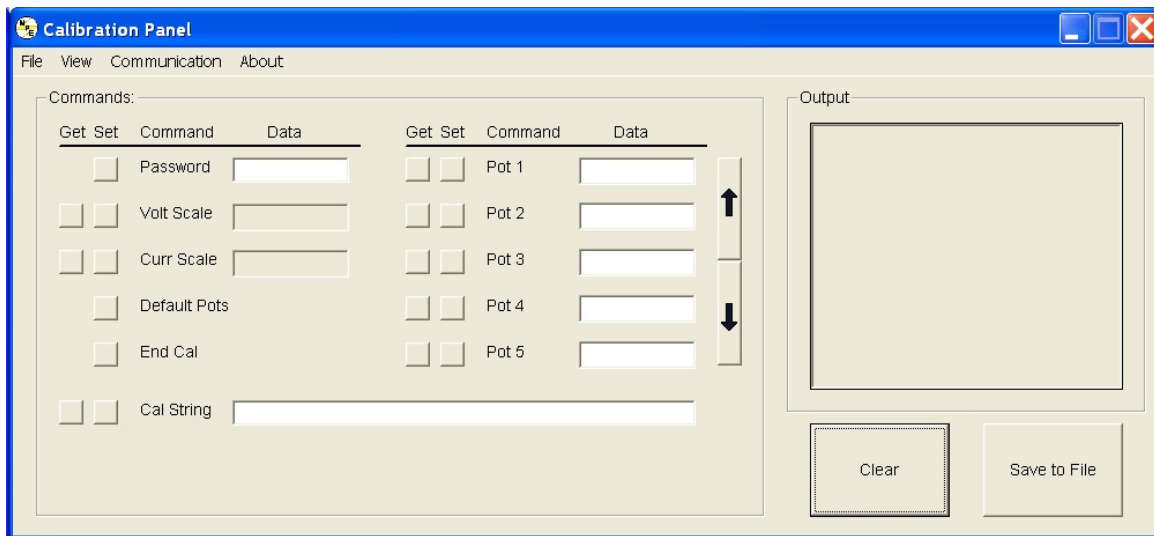 Calibration Panel
File View Communication About
Commands:
Get Set Command Data
Password
Volt Scale
Curr Scale
Default Pots
End Cal
Cal String
Get Set Command Data
Pot 1
Pot 2
Pot 3
Pot 4
Pot 5
Output
Clear
Save to File